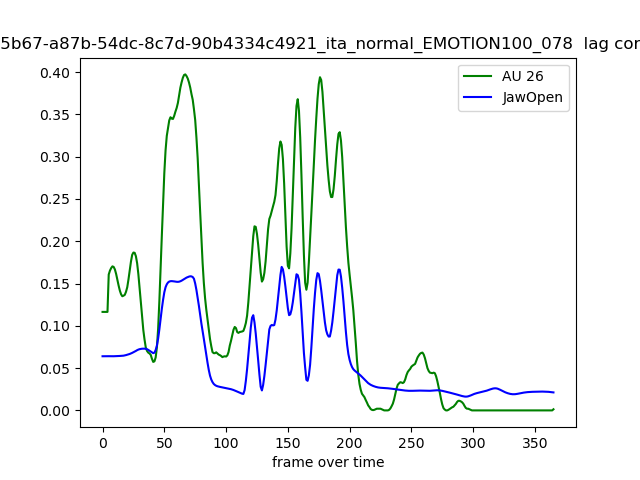 5b67-a87b-54dc-8c7d-90b4334c4921_ita_normal_EMOTION100_078 lag cor
0.40
0.35
0.30
0.25
0.20
0.15
0.10
0.05
0.00
AU 26
JawOpen
0 50 100 150 200 250 300 350
frame over time